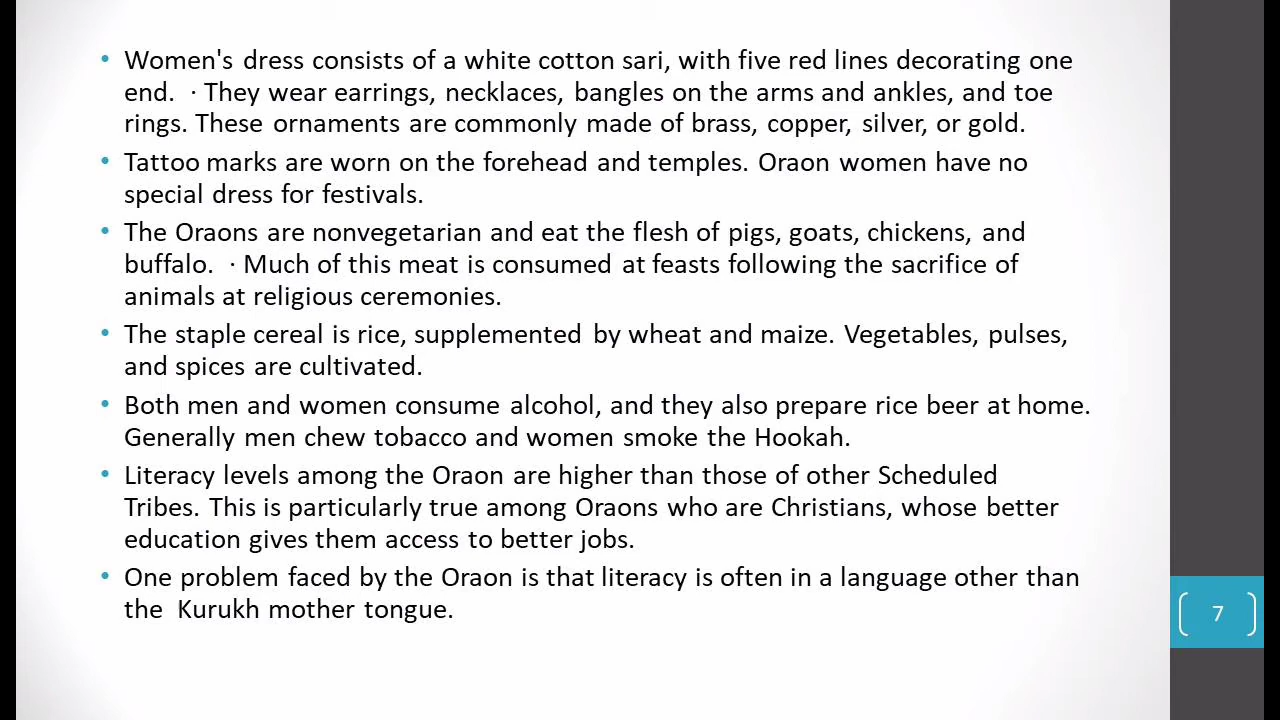 • Women's dress consists of a white cotton sari, with five red lines decorating one
end.  · They wear earrings, necklaces, bangles on the arms and ankles, and toe
rings. These ornaments are commonly made of brass, copper, silver, or gold.
• Tattoo marks are worn on the forehead and temples. Oraon women have no
special dress for festivals.
• The Oraons are nonvegetarian and eat the flesh of pigs, goats, chickens, and
buffalo.  · Much of this meat is consumed at feasts following the sacrifice of
animals at religious ceremonies.
• The staple cereal is rice, supplemented by wheat and maize. Vegetables, pulses,
and spices are cultivated.
• Both men and women consume alcohol, and they also prepare rice beer at home.
Generally men chew tobacco and women smoke the Hookah.
• Literacy levels among the Oraon are higher than those of other Scheduled
Tribes. This is particularly true among Oraons who are Christians, whose better
education gives them access to better jobs.
• One problem faced by the Oraon is that literacy is often in a language other than
the  Kurukh mother tongue.
7